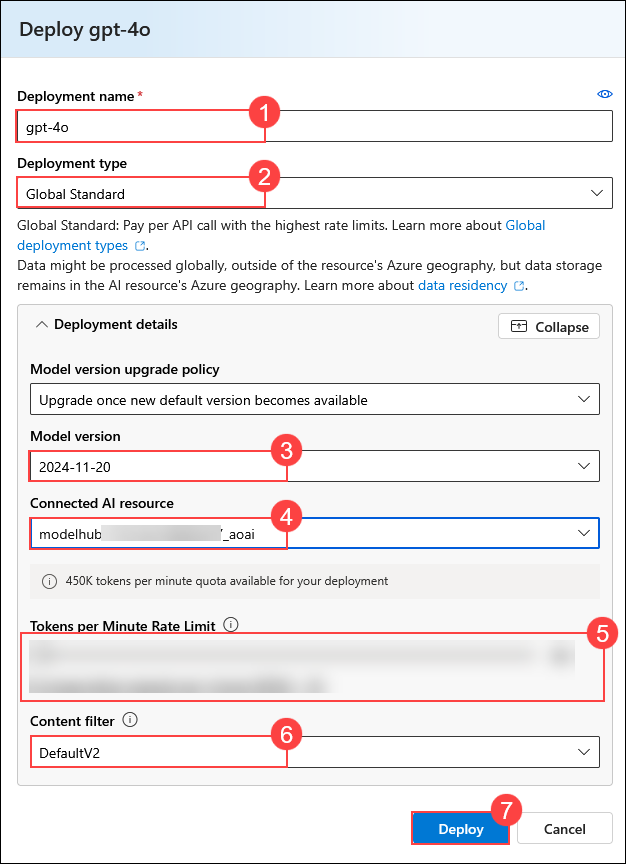 Deploy gpt-4o
Deployment name *
1
gpt-4o
Deployment type
2
Global Standard
Global Standard: Pay per API call with the highest rate limits. Learn more about Global
deployment types.
Data might be processed globally, outside of the resource's Azure geography, but data storage
remains in the AI resource's Azure geography. Learn more about data residency.
Deployment details
Collapse
Model version upgrade policy
Upgrade once new default version becomes available
Model version
3
2024-11-20
Connected AI resource
4
modelhub _aoai
450K tokens per minute quota available for your deployment
Tokens per Minute Rate Limit
5
Content filter
6
DefaultV2
7
Deploy
Cancel